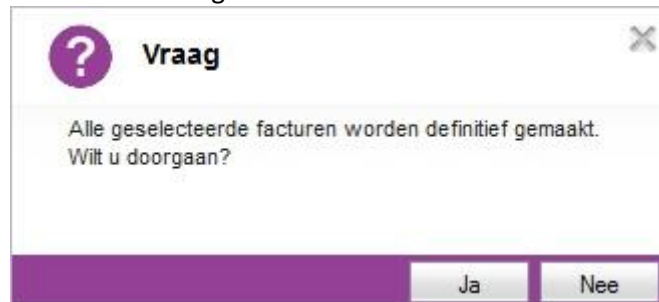 Vraag
Alle geselecteerde facturen worden definitief gemaakt.
Wilt u doorgaan?
Ja Nee